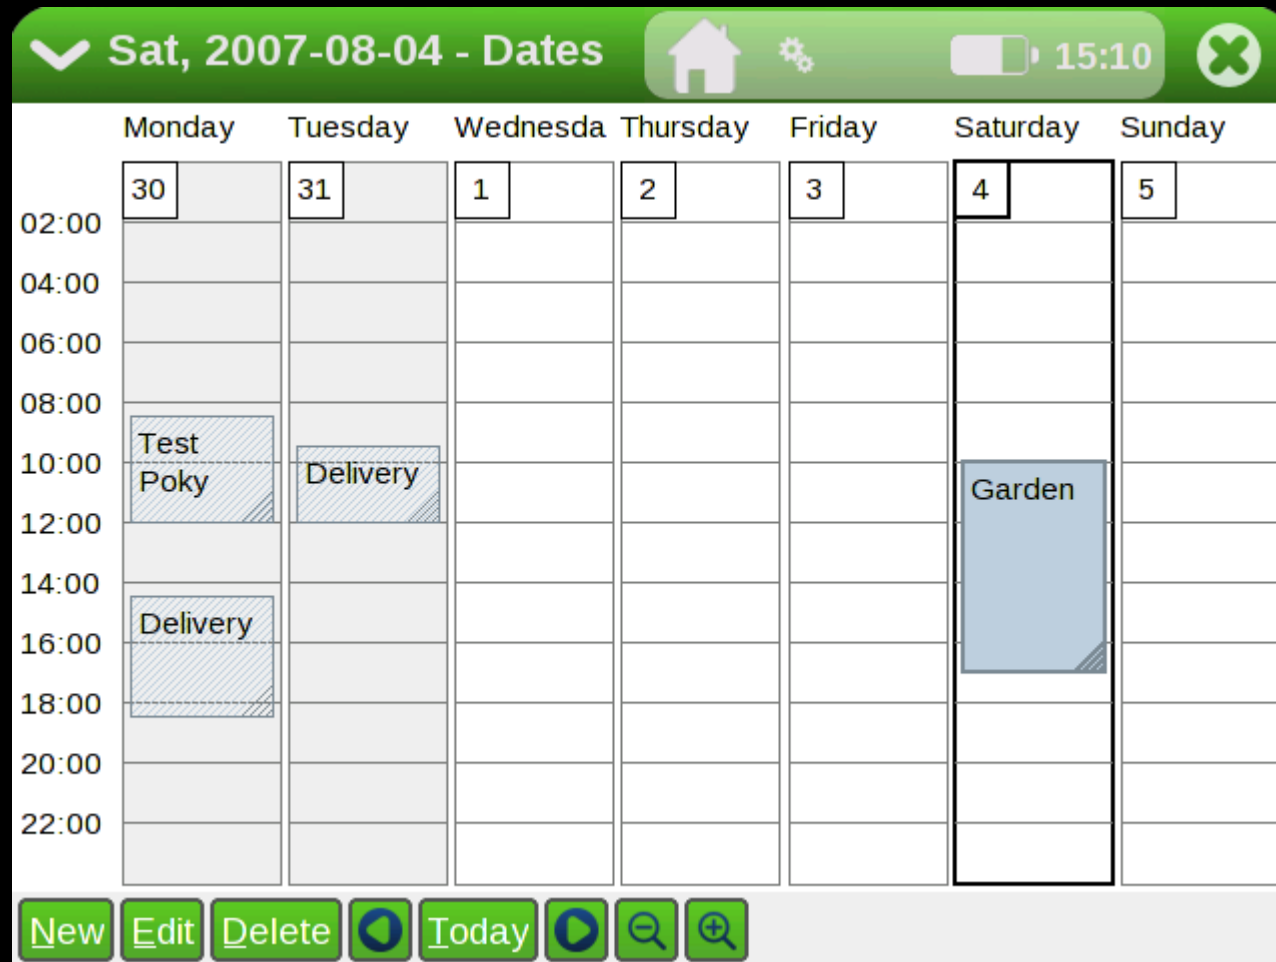 Sat, 2007-08-04 - Dates 15:10
Monday Tuesday Wednesda Thursday Friday Saturday Sunday
30 31 1 2 3 4 5
02:00
04:00
06:00
08:00
Test
Poky
10:00
Delivery
Garden
12:00
14:00
Delivery
16:00
18:00
20:00
22:00
New Edit Delete Today